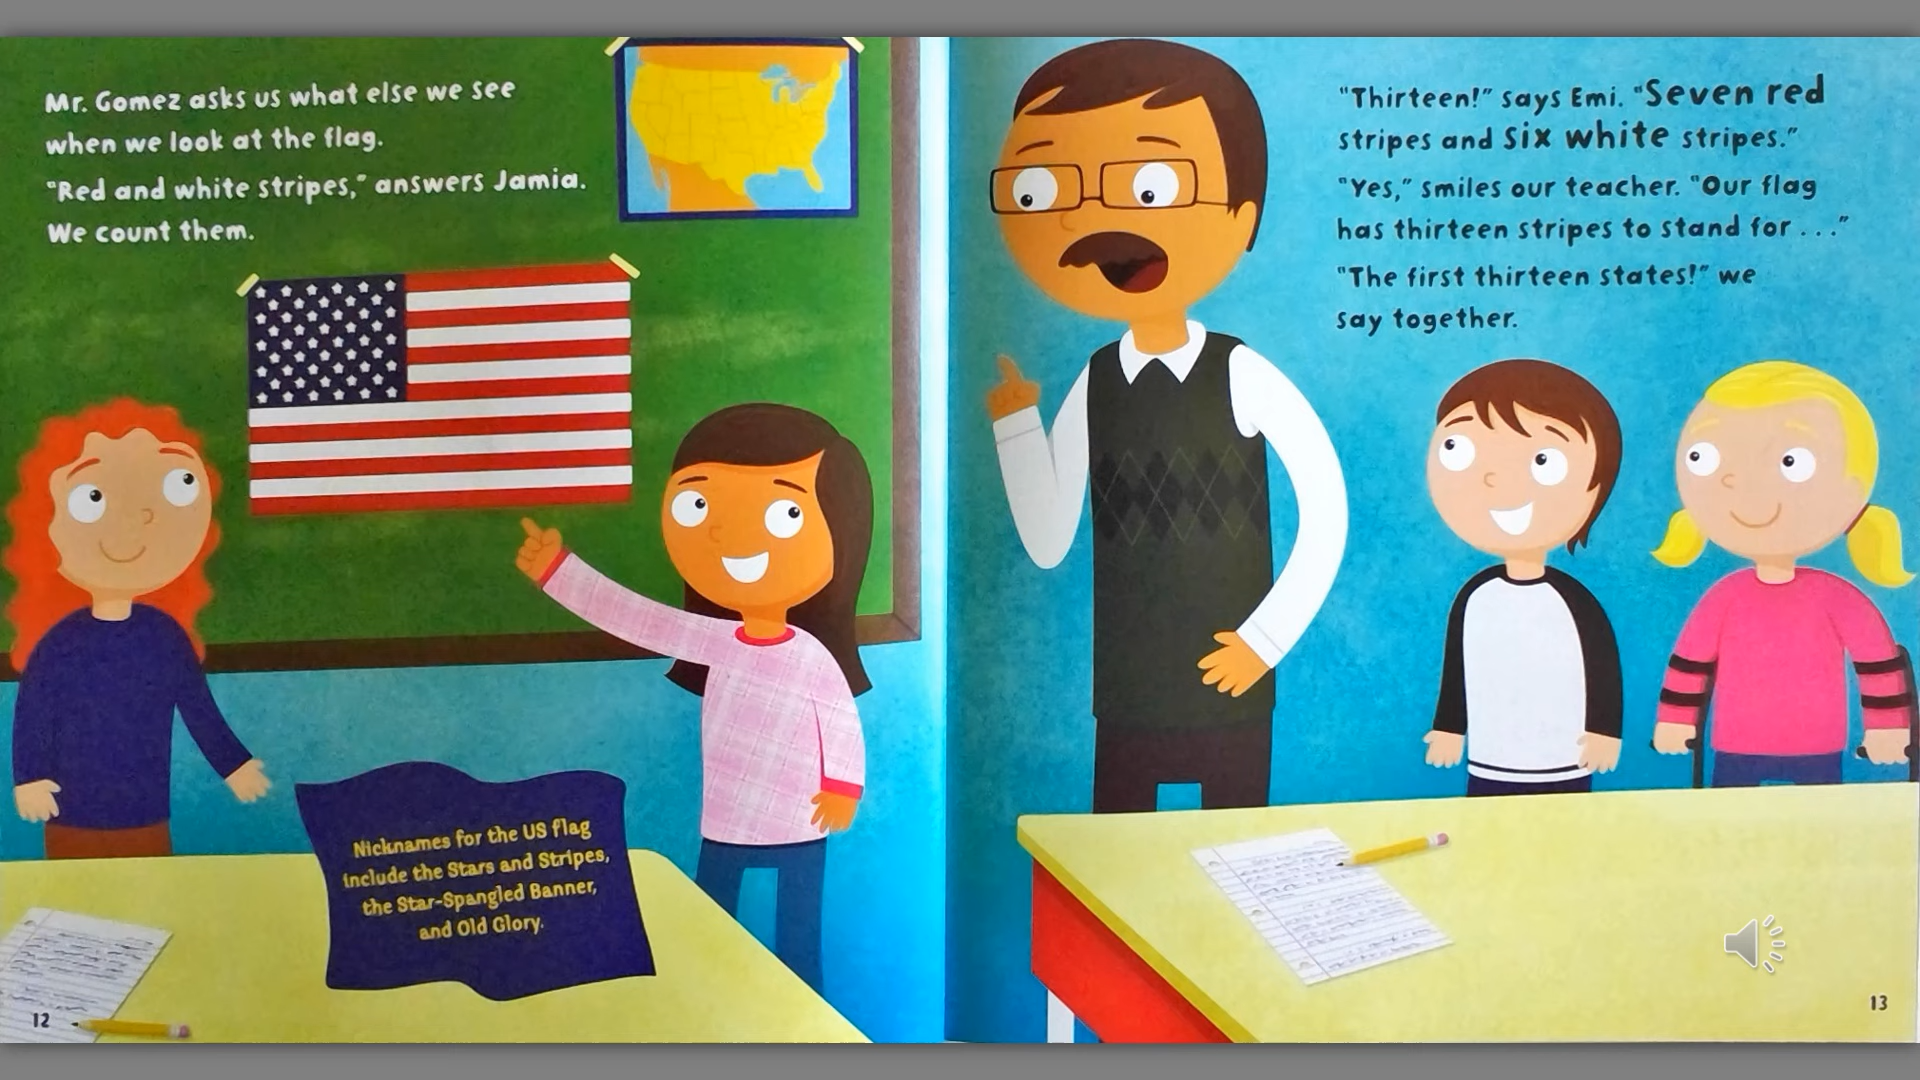 Mr. Gomez asks us what else we see
when we look at the flag.
"Red and white stripes," answers Jamia.
We count them.
Nicknames for the US flag
include the Stars and Stripes,
the Star-Spangled Banner,
and Old Glory.
12
"Thirteen!" says Emi. "Seven red
stripes and six white stripes."
"Yes," smiles our teacher. "Our flag
has thirteen stripes to stand for . . ."
"The first thirteen states!" we
say together.
13